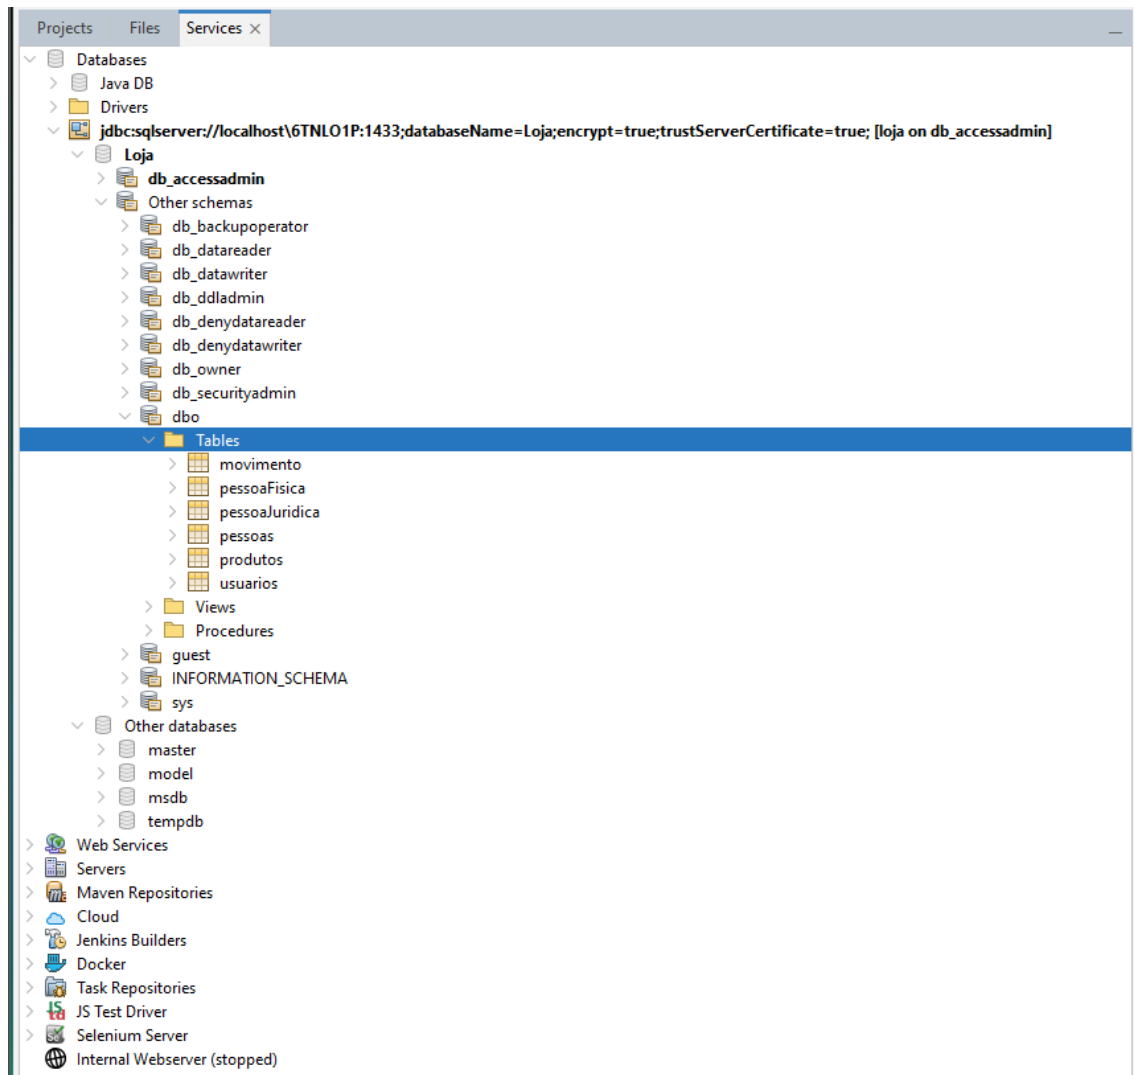 Projects Files Services ×
Databases
Java DB
Drivers
jdbc:sqlserver://localhost\6TNLO1P:1433;databaseName=Loja;encrypt=true;trustServerCertificate=true; [loja on db_accessadmin]
Loja
db_accessadmin
Other schemas
db_backupoperator
db_datareader
db_datawriter
db_ddladmin
db_denydatareader
db_denydatawriter
db_owner
db_securityadmin
dbo
Tables
movimento
pessoaFisica
pessoaJuridica
pessoas
produtos
usuarios
Views
Procedures
guest
INFORMATION_SCHEMA
sys
Other databases
master
model
msdb
tempdb
Web Services
Servers
Maven Repositories
Cloud
Jenkins Builders
Docker
Task Repositories
JS Test Driver
Selenium Server
Internal Webserver (stopped)